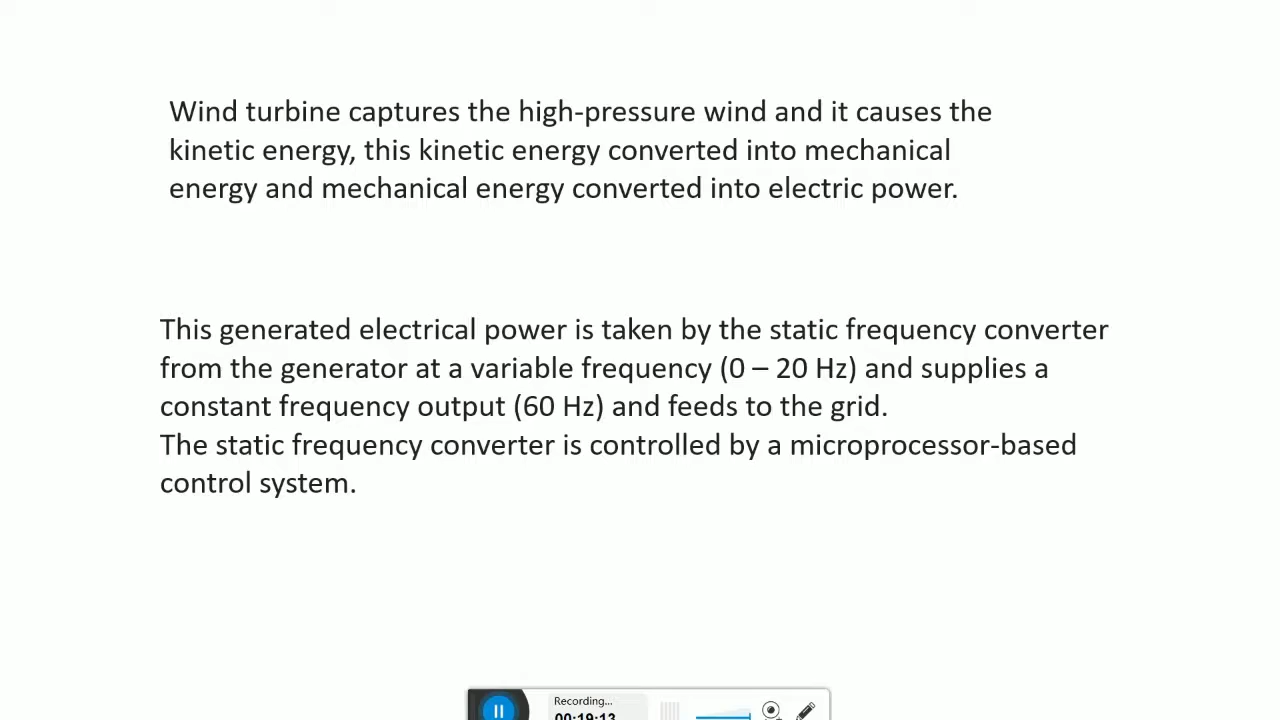 Wind turbine captures the high-pressure wind and it causes the
kinetic energy, this kinetic energy converted into mechanical
energy and mechanical energy converted into electric power.
This generated electrical power is taken by the static frequency converter
from the generator at a variable frequency (0 – 20 Hz) and supplies a
constant frequency output (60 Hz) and feeds to the grid.
The static frequency converter is controlled by a microprocessor-based
control system.
Recording...
00:19:13